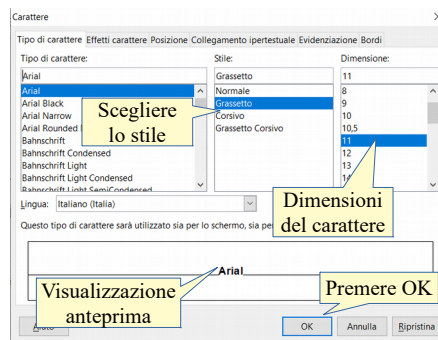 Carattere
Tipo di carattere Effetti carattere Posizione Collegamento ipertestuale Evidenziazione Bordi
Tipo di carattere: Stile: Dimensione:
Arial Grassetto 11
Arial Normale 8
Arial Black Grassetto 9
Arial Narrow Corsivo 10
Arial Rounded Grassetto Corsivo 10,5
Bahnschrift 11
Bahnschrift Condensed 12
Bahnschrift Light 13
Bahnschrift Light Condensed
Bahnschrift Light SemiCondensed
Scegliere
lo stile
Lingua: Italiano (Italia)
Dimensioni
del carattere
Questo tipo di carattere sarà utilizzato sia per lo schermo, sia
Arial
Visualizzazione
anteprima
Premere OK
OK Annulla Ripristina